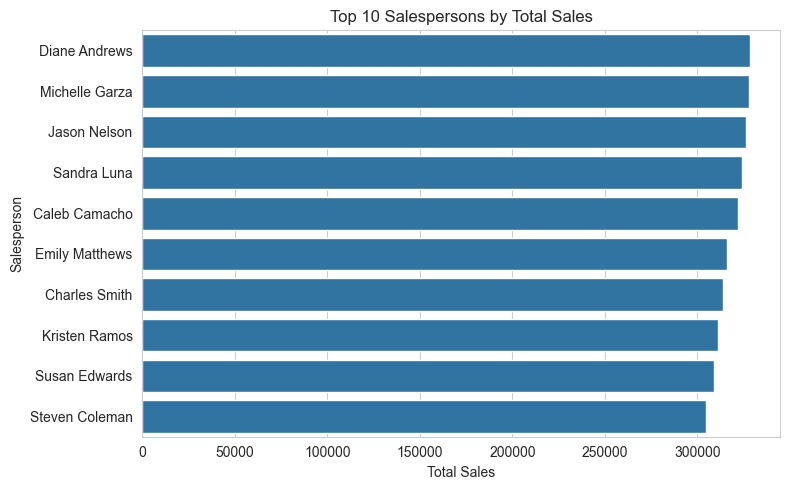 Top 10 Salespersons by Total Sales
Salesperson
Diane Andrews
Michelle Garza
Jason Nelson
Sandra Luna
Caleb Camacho
Emily Matthews
Charles Smith
Kristen Ramos
Susan Edwards
Steven Coleman
0 50000 100000 150000 200000 250000 300000
Total Sales